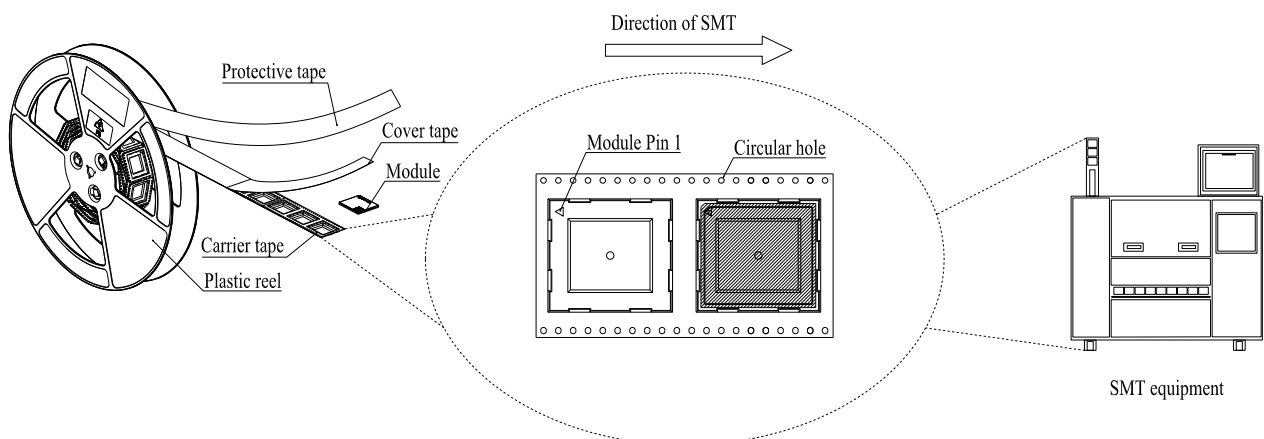 Direction of SMT
Protective tape
Cover tape
Module
Carrier tape
Plastic reel
Module Pin 1
Circular hole
SMT equipment